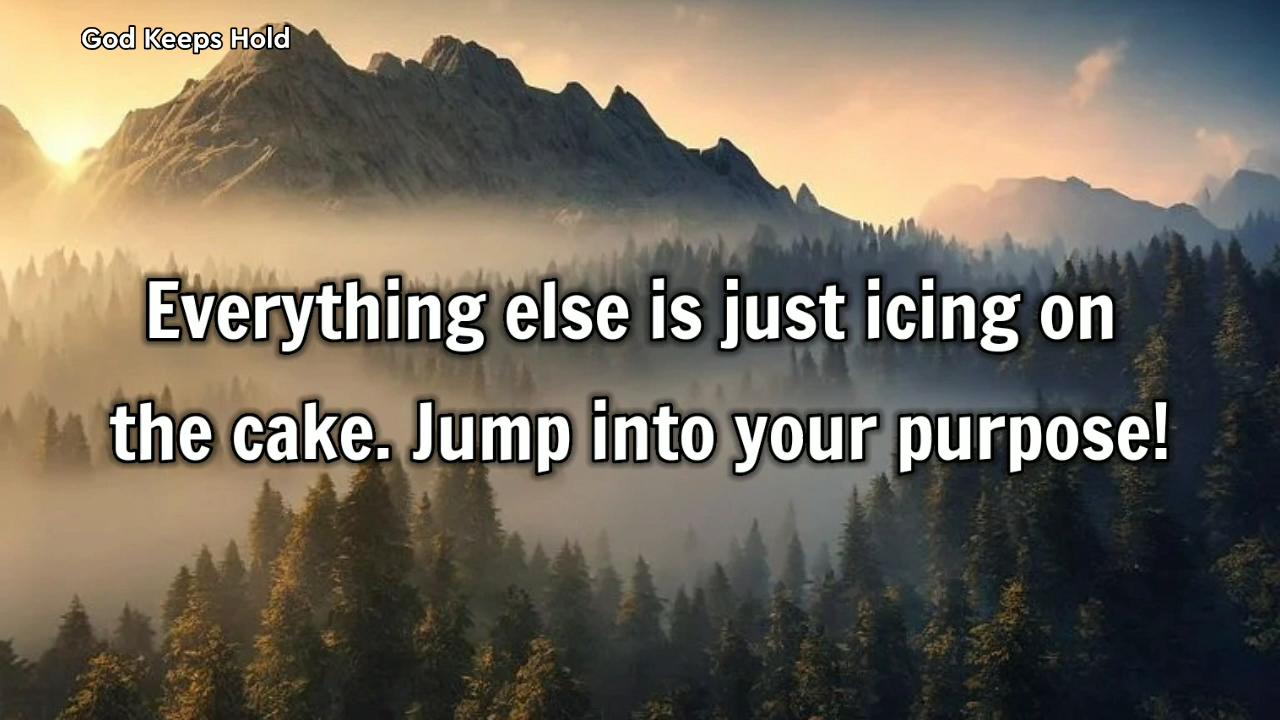 God Keeps Hold
Everything else is just icing on
the cake. Jump into your purpose!